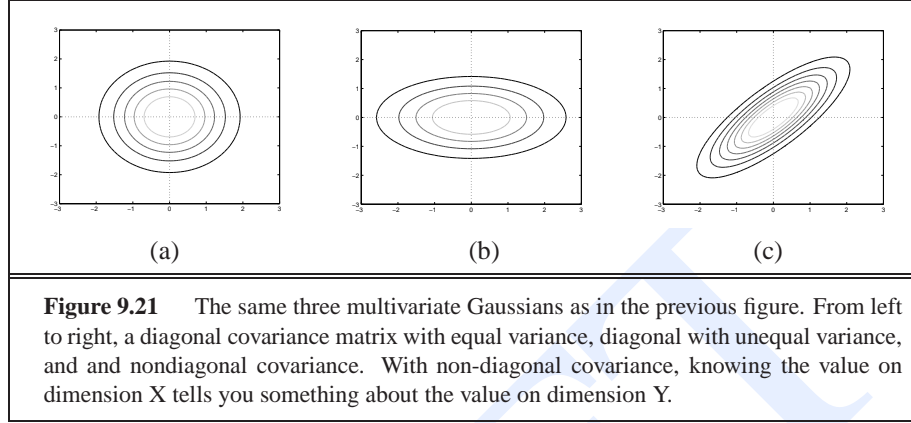 3
2
1
0
−1
−2
−3
−3 −2 −1 0 1 2 3
(a)
3
2
1
0
−1
−2
−3
−3 −2 −1 0 1 2 3
(b)
3
2
1
0
−1
−2
−3
−3 −2 −1 0 1 2 3
(c)
Figure 9.21 The same three multivariate Gaussians as in the previous figure. From left
to right, a diagonal covariance matrix with equal variance, diagonal with unequal variance,
and and nondiagonal covariance. With non-diagonal covariance, knowing the value on
dimension X tells you something about the value on dimension Y.